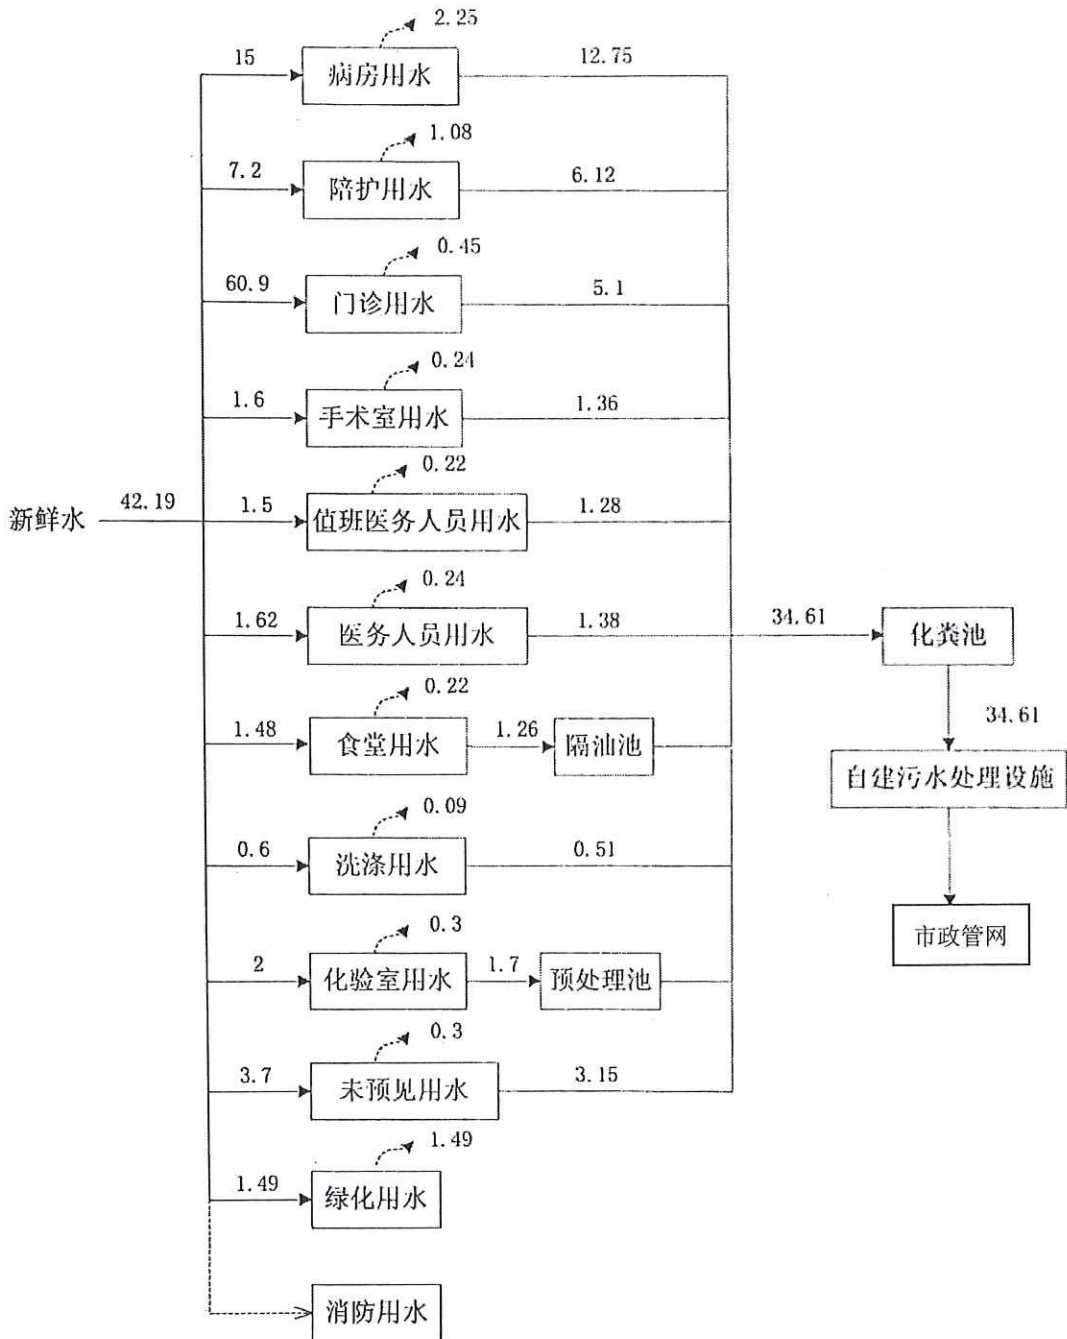 2.25
15
病房用水
12.75
1.08
7.2
陪护用水
6.12
0.45
60.9
门诊用水
5.1
0.24
1.6
手术室用水
1.36
0.22
新鲜水
42.19
1.5
值班医务人员用水
1.28
0.24
1.62
医务人员用水
1.38
34.61
化粪池
0.22
1.48
食堂用水
1.26
隔油池
34.61
自建污水处理设施
0.09
0.6
洗涤用水
0.51
市政管网
0.3
2
化验室用水
1.7
预处理池
0.3
3.7
未预见用水
3.15
1.49
1.49
绿化用水
消防用水